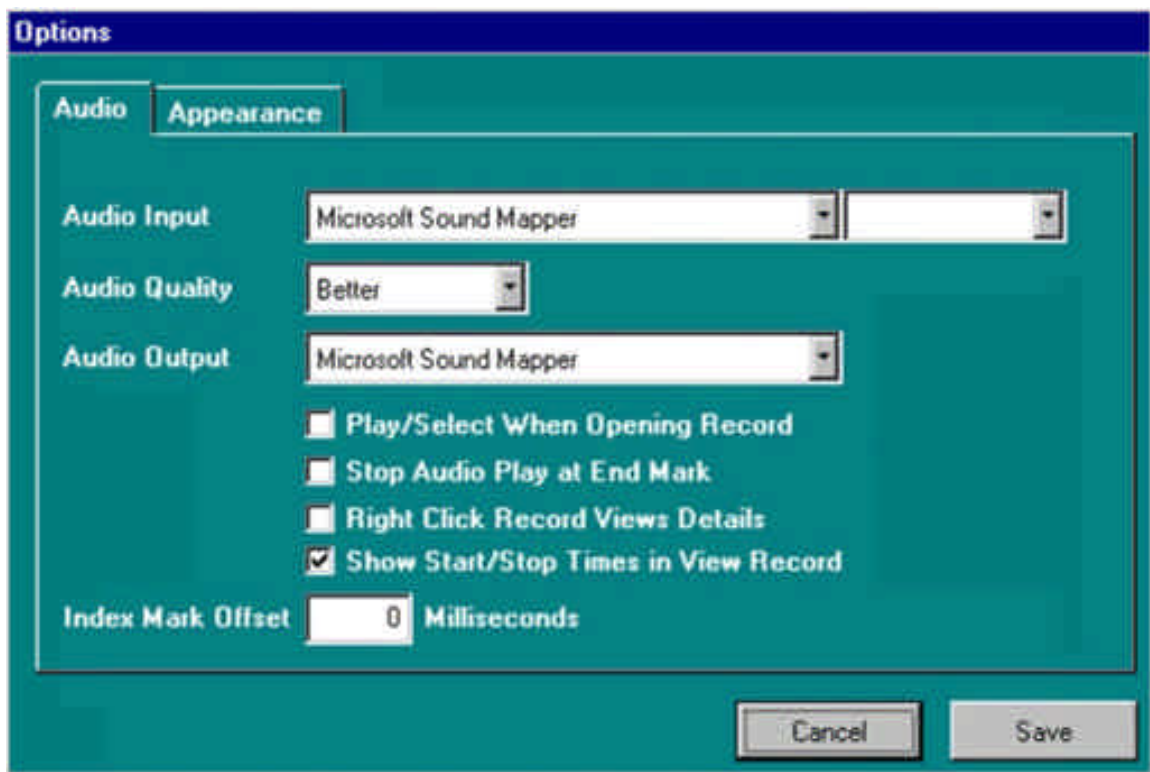 Options
Audio Appearance
Audio Input Microsoft Sound Mapper
Audio Quality Better
Audio Output Microsoft Sound Mapper
Play/Select When Opening Record
Stop Audio Play at End Mark
Right Click Record Views Details
Show Start/Stop Times in View Record
Index Mark Offset 0 Milliseconds
Cancel Save